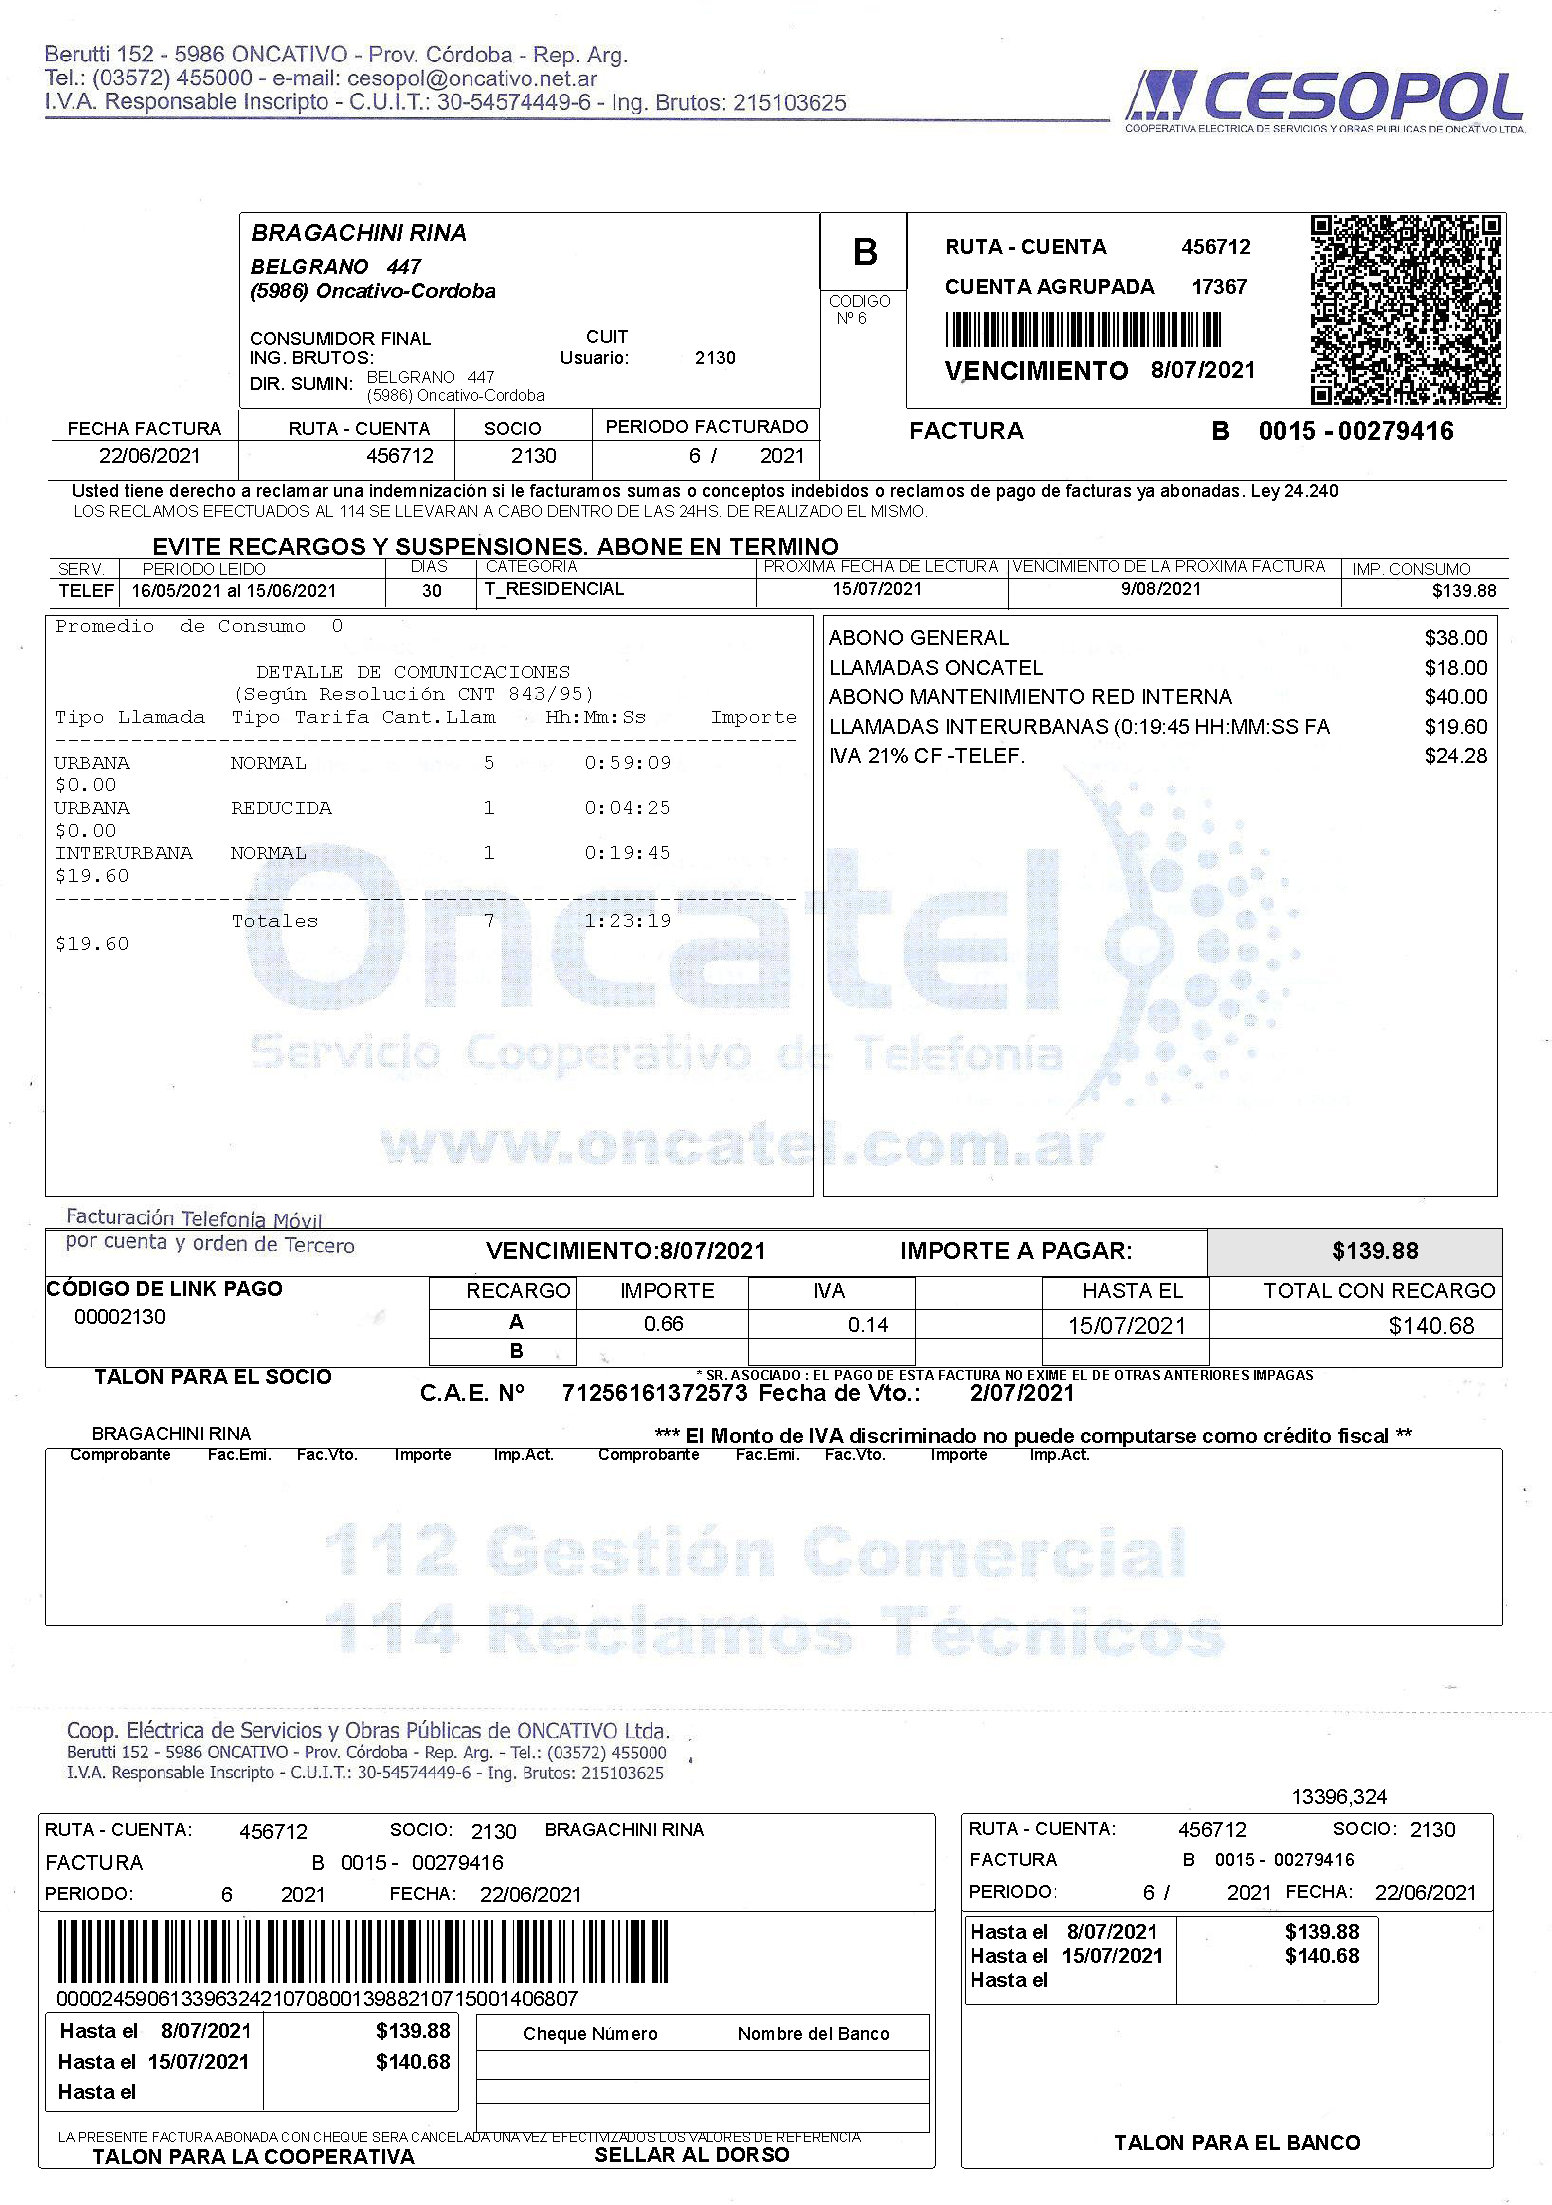 Berutti 152 - 5986 ONCATIVO - Prov. Córdoba - Rep. Arg.
Tel.: (03572) 455000 - e-mail: cesopol@oncativo.net.ar
I.V.A. Responsable Inscripto - C.U.I.T.: 30-54574449-6 - Ing. Brutos: 215103625
CESOPOL
COOPERATIVA ELECTRICA DE SERVICIOS Y OBRAS PUBLICAS DE ONCATIVO LTDA.
BRAGACHINI RINA
BELGRANO 447
(5986) Oncativo-Cordoba
CONSUMIDOR FINAL CUIT
ING. BRUTOS: Usuario: 2130
DIR. SUMIN: BELGRANO 447
(5986) Oncativo-Cordoba
B
CODIGO
Nº 6
RUTA - CUENTA 456712
CUENTA AGRUPADA 17367
VENCIMIENTO 8/07/2021
FACTURA B 0015 - 00279416
FECHA FACTURA RUTA - CUENTA SOCIO PERIODO FACTURADO
22/06/2021 456712 2130 6 / 2021
Usted tiene derecho a reclamar una indemnización si le facturamos sumas o conceptos indebidos o reclamos de pago de facturas ya abonadas. Ley 24.240
LOS RECLAMOS EFECTUADOS AL 114 SE LLEVARAN A CABO DENTRO DE LAS 24HS. DE REALIZADO EL MISMO.
EVITE RECARGOS Y SUSPENSIONES. ABONE EN TERMINO
SERV. PERIODO LEIDO DIAS CATEGORIA PROXIMA FECHA DE LECTURA VENCIMIENTO DE LA PROXIMA FACTURA IMP. CONSUMO
TELEF 16/05/2021 al 15/06/2021 30 T_RESIDENCIAL 15/07/2021 9/08/2021 $139.88
Promedio de Consumo 0
DETALLE DE COMUNICACIONES
(Según Resolución CNT 843/95)
Tipo Llamada Tipo Tarifa Cant.Llam Hh:Mm:Ss Importe
URBANA NORMAL 5 0:59:09
$0.00
URBANA REDUCIDA 1 0:04:25
$0.00
INTERURBANA NORMAL 1 0:19:45
$19.60
Totales 7 1:23:19
$19.60
ABONO GENERAL $38.00
LLAMADAS ONCATEL $18.00
ABONO MANTENIMIENTO RED INTERNA $40.00
LLAMADAS INTERURBANAS (0:19:45 HH:MM:SS FA $19.60
IVA 21% CF -TELEF. $24.28
Oncatel
Servicio Cooperativo de Telefonía
www.oncatel.com.ar
Facturación Telefonía Móvil
por cuenta y orden de Tercero
VENCIMIENTO:8/07/2021 IMPORTE A PAGAR: $139.88
CÓDIGO DE LINK PAGO
00002130
RECARGO IMPORTE IVA HASTA EL TOTAL CON RECARGO
A 0.66 0.14 15/07/2021 $140.68
B
TALON PARA EL SOCIO
* SR. ASOCIADO : EL PAGO DE ESTA FACTURA NO EXIME EL DE OTRAS ANTERIORES IMPAGAS
C.A.E. Nº 71256161372573 Fecha de Vto.: 2/07/2021
BRAGACHINI RINA
*** El Monto de IVA discriminado no puede computarse como crédito fiscal **
Comprobante Fac.Emi. Fac.Vto. Importe Imp.Act. Comprobante Fac.Emi. Fac.Vto. Importe Imp.Act.
112 Gestión Comercial
114 Reclamos Técnicos
Coop. Eléctrica de Servicios y Obras Públicas de ONCATIVO Ltda.
Berutti 152 - 5986 ONCATIVO - Prov. Córdoba - Rep. Arg. - Tel.: (03572) 455000
I.V.A. Responsable Inscripto - C.U.I.T.: 30-54574449-6 - Ing. Brutos: 215103625
RUTA - CUENTA: 456712 SOCIO: 2130 BRAGACHINI RINA
FACTURA B 0015 - 00279416
PERIODO: 6 2021 FECHA: 22/06/2021
0000245906133963242107080013988210715001406807
Hasta el 8/07/2021 $139.88
Hasta el 15/07/2021 $140.68
Hasta el
Cheque Número Nombre del Banco
LA PRESENTE FACTURA ABONADA CON CHEQUE SERA CANCELADA UNA VEZ EFECTIVIZADOS LOS VALORES DE REFERENCIA
TALON PARA LA COOPERATIVA SELLAR AL DORSO
13396,324
RUTA - CUENTA: 456712 SOCIO: 2130
FACTURA B 0015 - 00279416
PERIODO: 6 / 2021 FECHA: 22/06/2021
Hasta el 8/07/2021 $139.88
Hasta el 15/07/2021 $140.68
Hasta el
TALON PARA EL BANCO